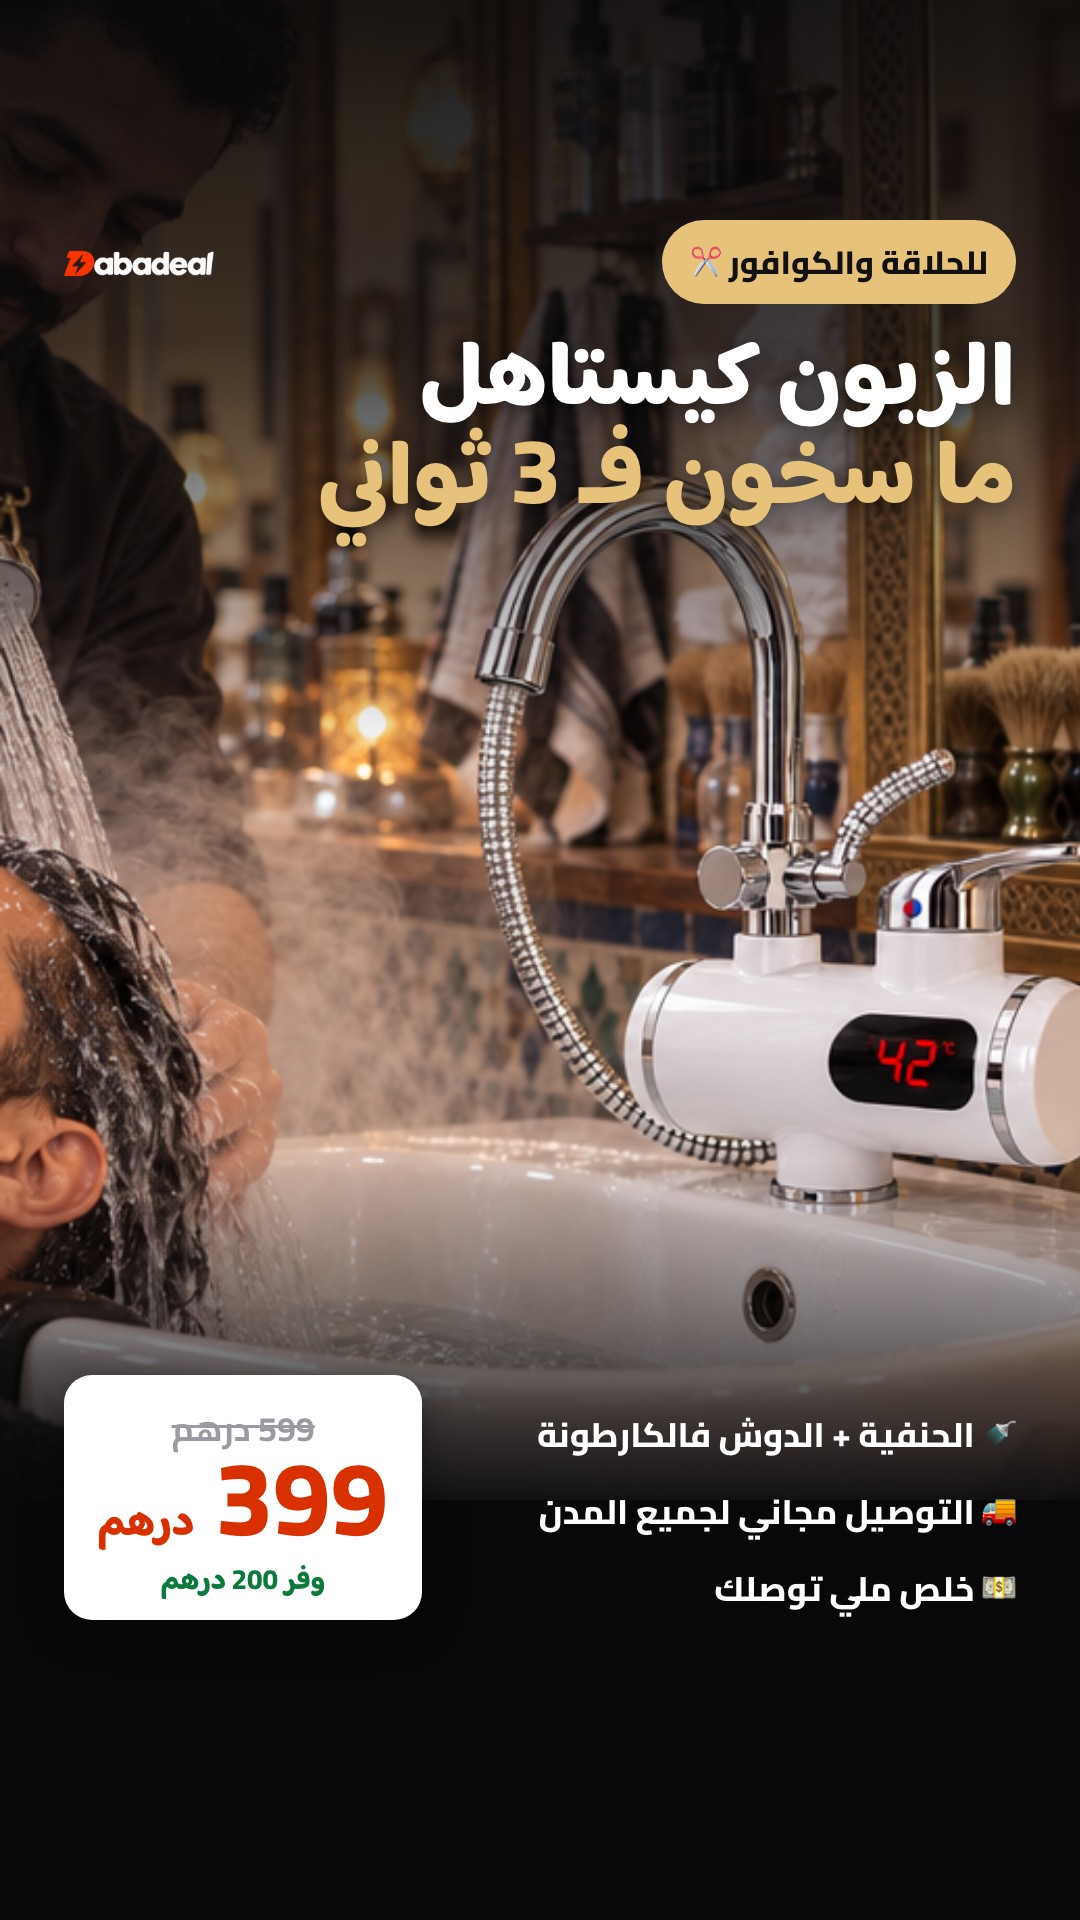 Dabadeal
للحلاقة والكوافور ✂️
الزبون كيستاهل
ما سخون فـ 3 ثواني
42 °C
599 درهم
399 درهم
وفر 200 درهم
🚿 الحنفية + الدوش فالكارطونة
🚚 التوصيل مجاني لجميع المدن
💵 خلص ملي توصلك